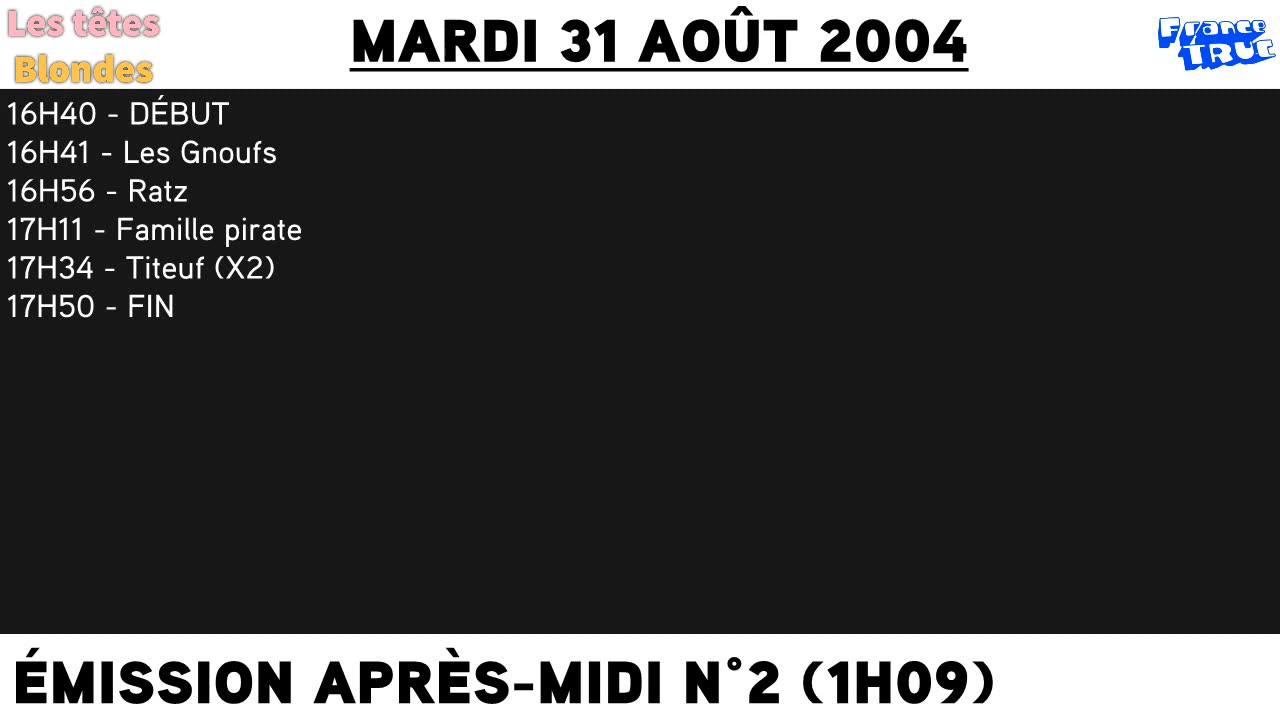 Les têtes
Blondes
MARDI 31 AOÛT 2004
France
TRUC
16H40 - DÉBUT
16H41 - Les Gnoufs
16H56 - Ratz
17H11 - Famille pirate
17H34 - Titeuf (X2)
17H50 - FIN
ÉMISSION APRÈS-MIDI N°2 (1H09)